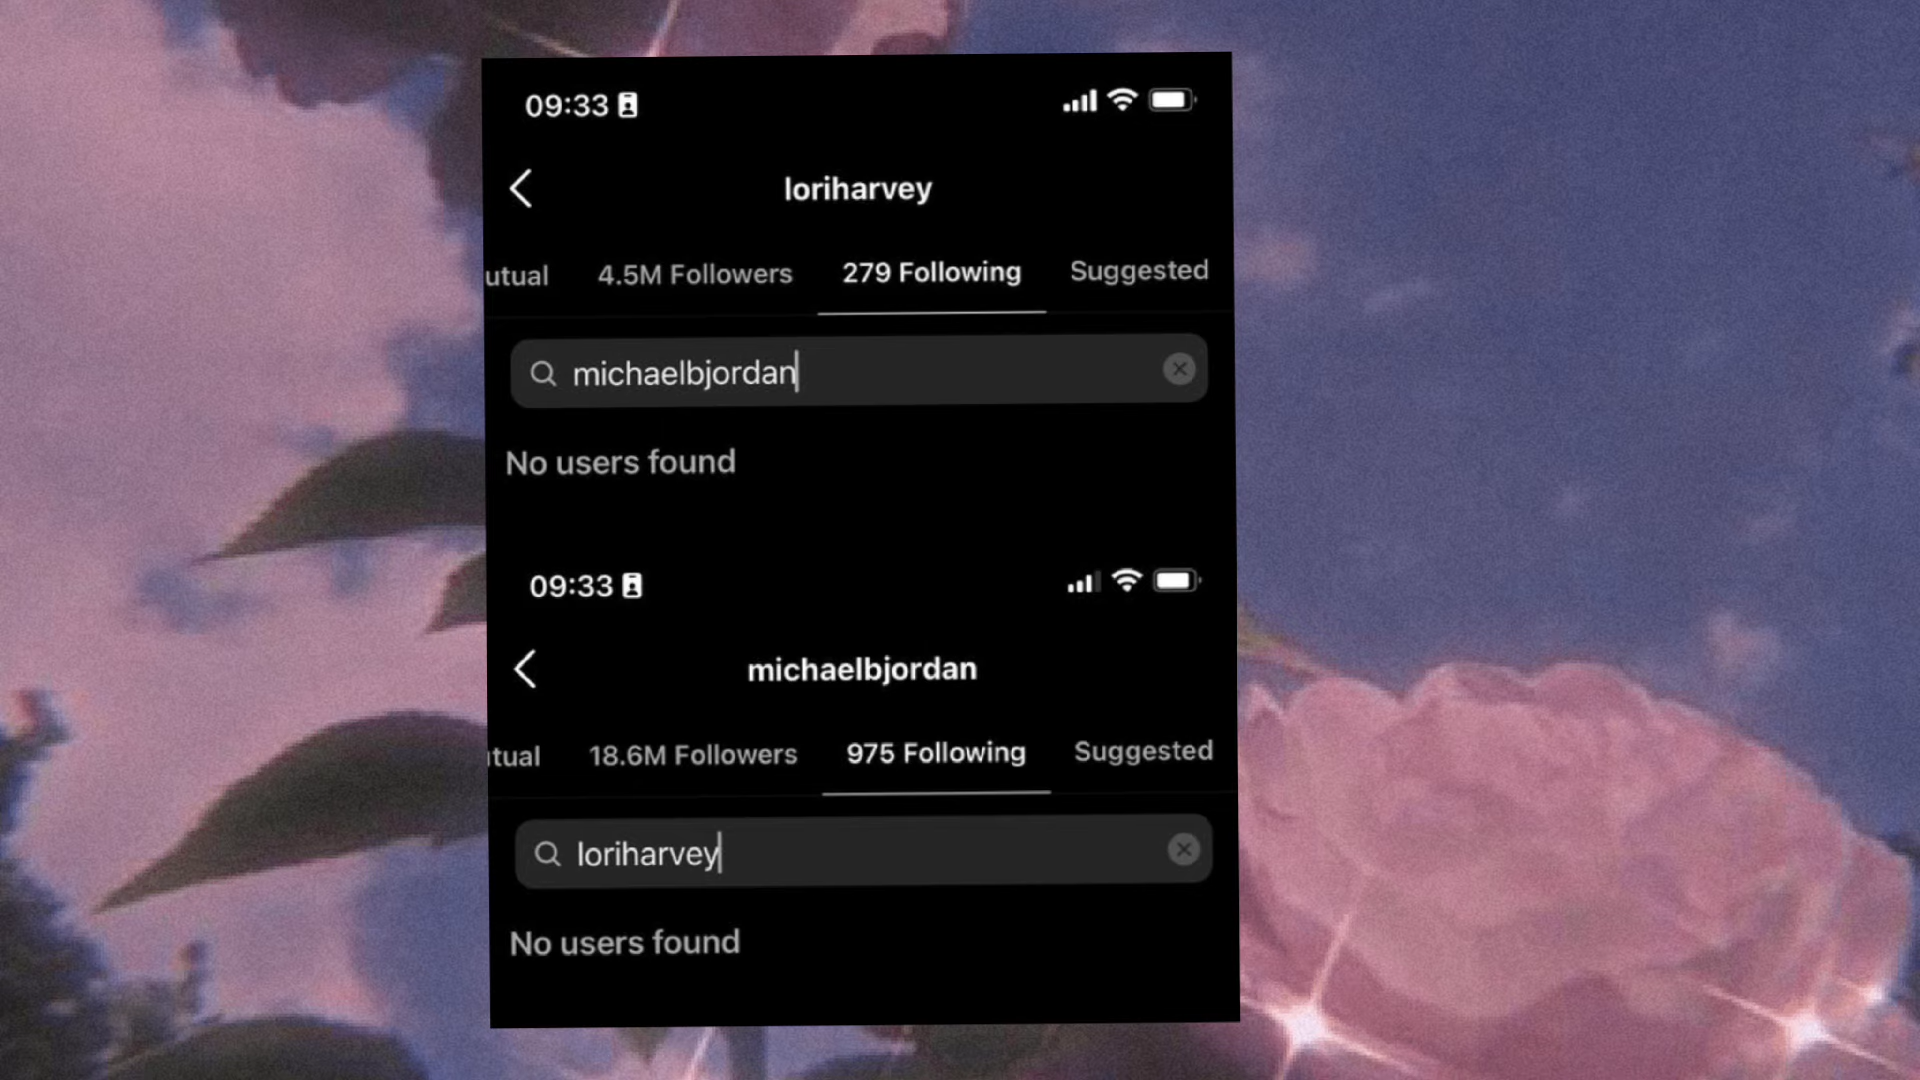 09:33
loriharvey
utual 4.5M Followers 279 Following Suggested
michaelbjordan
No users found
09:33
michaelbjordan
tual 18.6M Followers 975 Following Suggested
loriharvey
No users found